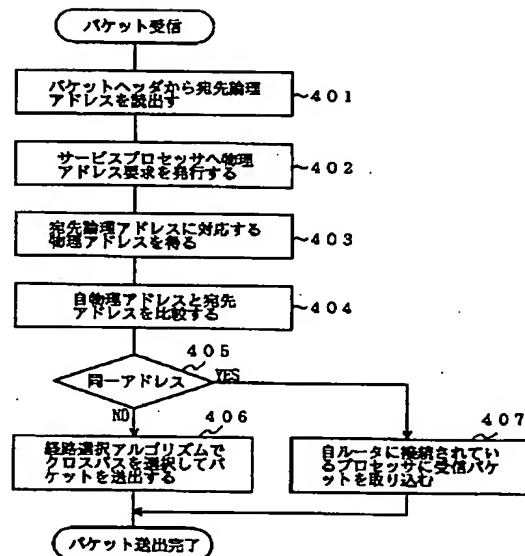 パケット受信
パケットヘッダから宛先論理
アドレスを読出す
~401
サービスプロセッサへ物理
アドレス要求を発行する
~402
宛先論理アドレスに対応する
物理アドレスを得る
~403
自物理アドレスと宛先
アドレスを比較する
~404
405
同一アドレス
YES
NO
406
経路選択アルゴリズムで
クロスパスを選択してパ
ケットを送出する
407
自ルータに接続されてい
るプロセッサに受信パケ
ットを取り込む
パケット送出完了